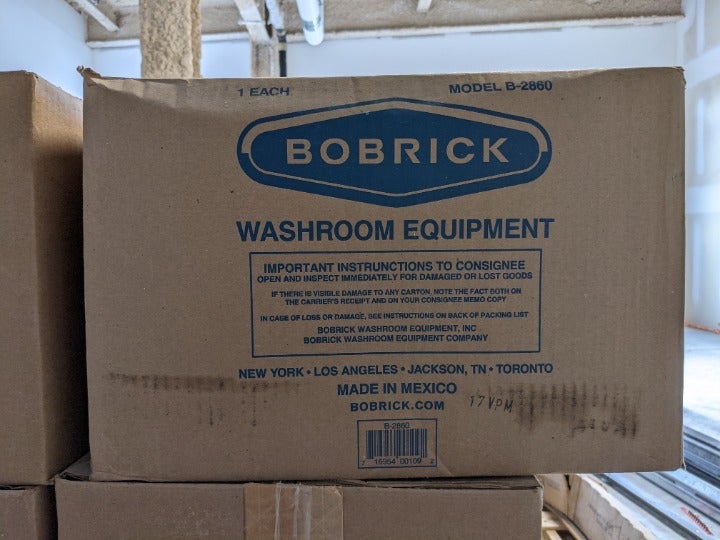 1 EACH MODEL B-2860
BOBRICK
WASHROOM EQUIPMENT
IMPORTANT INSTRUNCTIONS TO CONSIGNEE
OPEN AND INSPECT IMMEDIATELY FOR DAMAGED OR LOST GOODS
IF THERE IS VISIBLE DAMAGE TO ANY CARTON, NOTE THE FACT BOTH ON
THE CARRIER'S RECEIPT AND ON YOUR CONSIGNEE MEMO COPY
IN CASE OF LOSS OR DAMAGE, SEE INSTRUCTIONS ON BACK OF PACKING LIST
BOBRICK WASHROOM EQUIPMENT, INC
BOBRICK WASHROOM EQUIPMENT COMPANY
NEW YORK • LOS ANGELES • JACKSON, TN • TORONTO
MADE IN MEXICO
BOBRICK.COM
B-2860
7 16954 00109 2